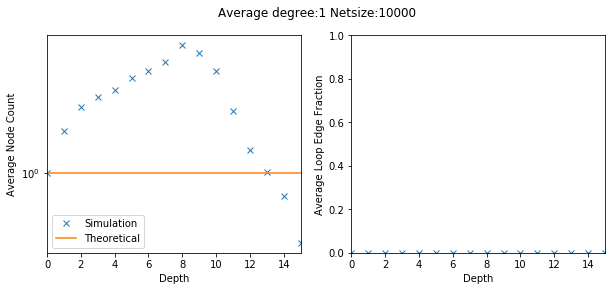 Average degree:1 Netsize:10000
Average Node Count
10⁰
Simulation
Theoretical
0 2 4 6 8 10 12 14
Depth
Average Loop Edge Fraction
1.0
0.8
0.6
0.4
0.2
0.0
0 2 4 6 8 10 12 14
Depth